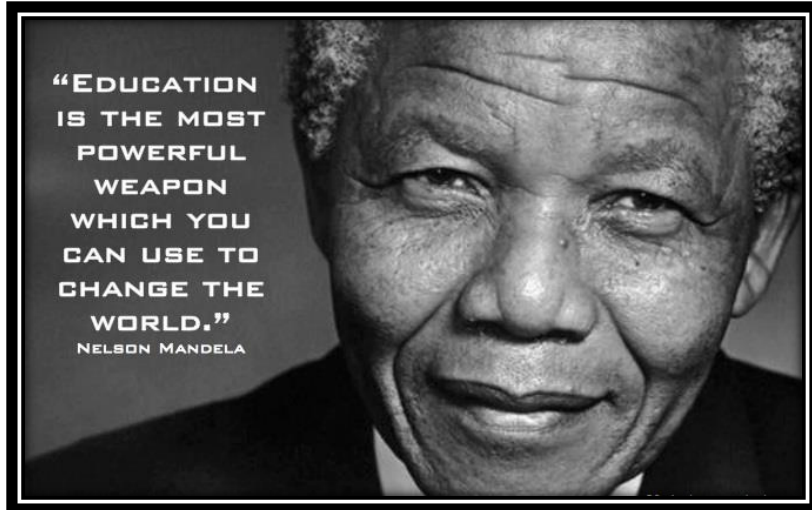 “EDUCATION
IS THE MOST
POWERFUL
WEAPON
WHICH YOU
CAN USE TO
CHANGE THE
WORLD.”
NELSON MANDELA